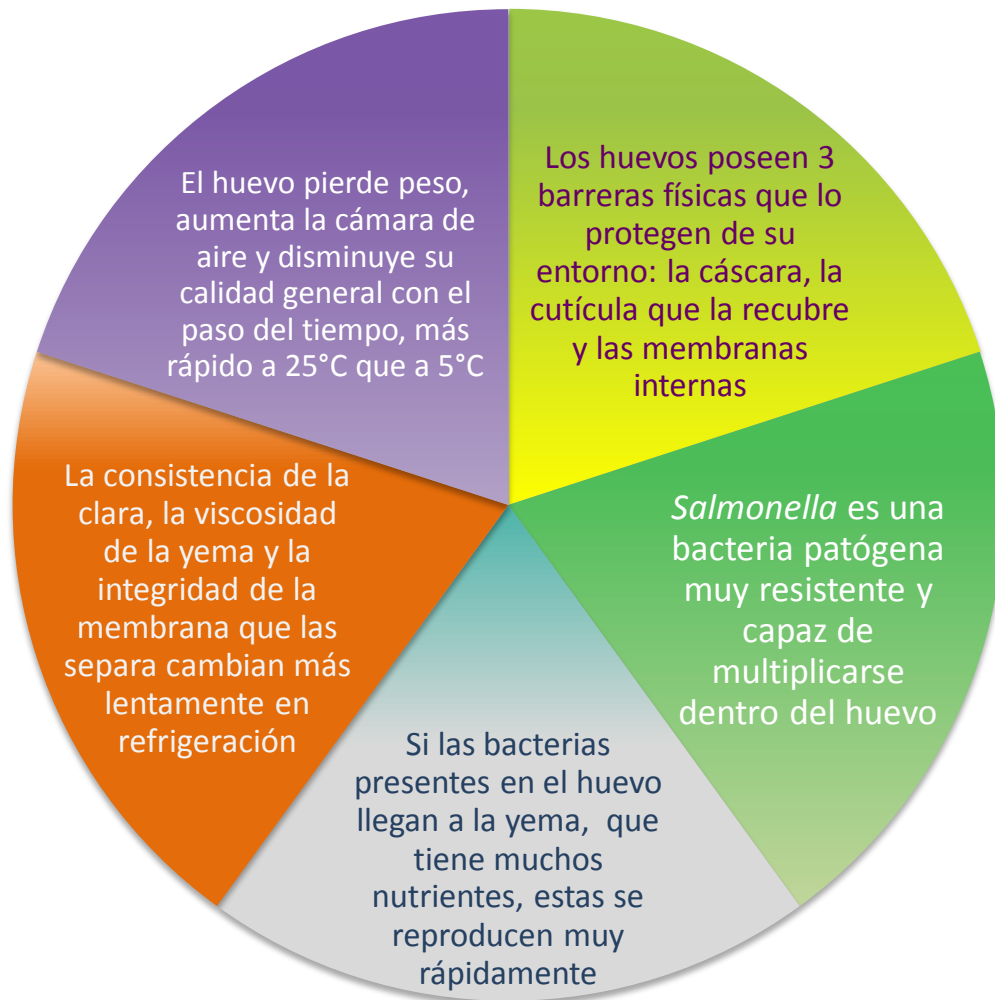 El huevo pierde peso,
aumenta la cámara de
aire y disminuye su
calidad general con el
paso del tiempo, más
rápido a 25°C que a 5°C
Los huevos poseen 3
barreras físicas que lo
protegen de su
entorno: la cáscara, la
cutícula que la recubre
y las membranas
internas
Salmonella es una
bacteria patógena
muy resistente y
capaz de
multiplicarse
dentro del huevo
Si las bacterias
presentes en el huevo
llegan a la yema, que
tiene muchos
nutrientes, estas se
reproducen muy
rápidamente
La consistencia de la
clara, la viscosidad
de la yema y la
integridad de la
membrana que las
separa cambian más
lentamente en
refrigeración